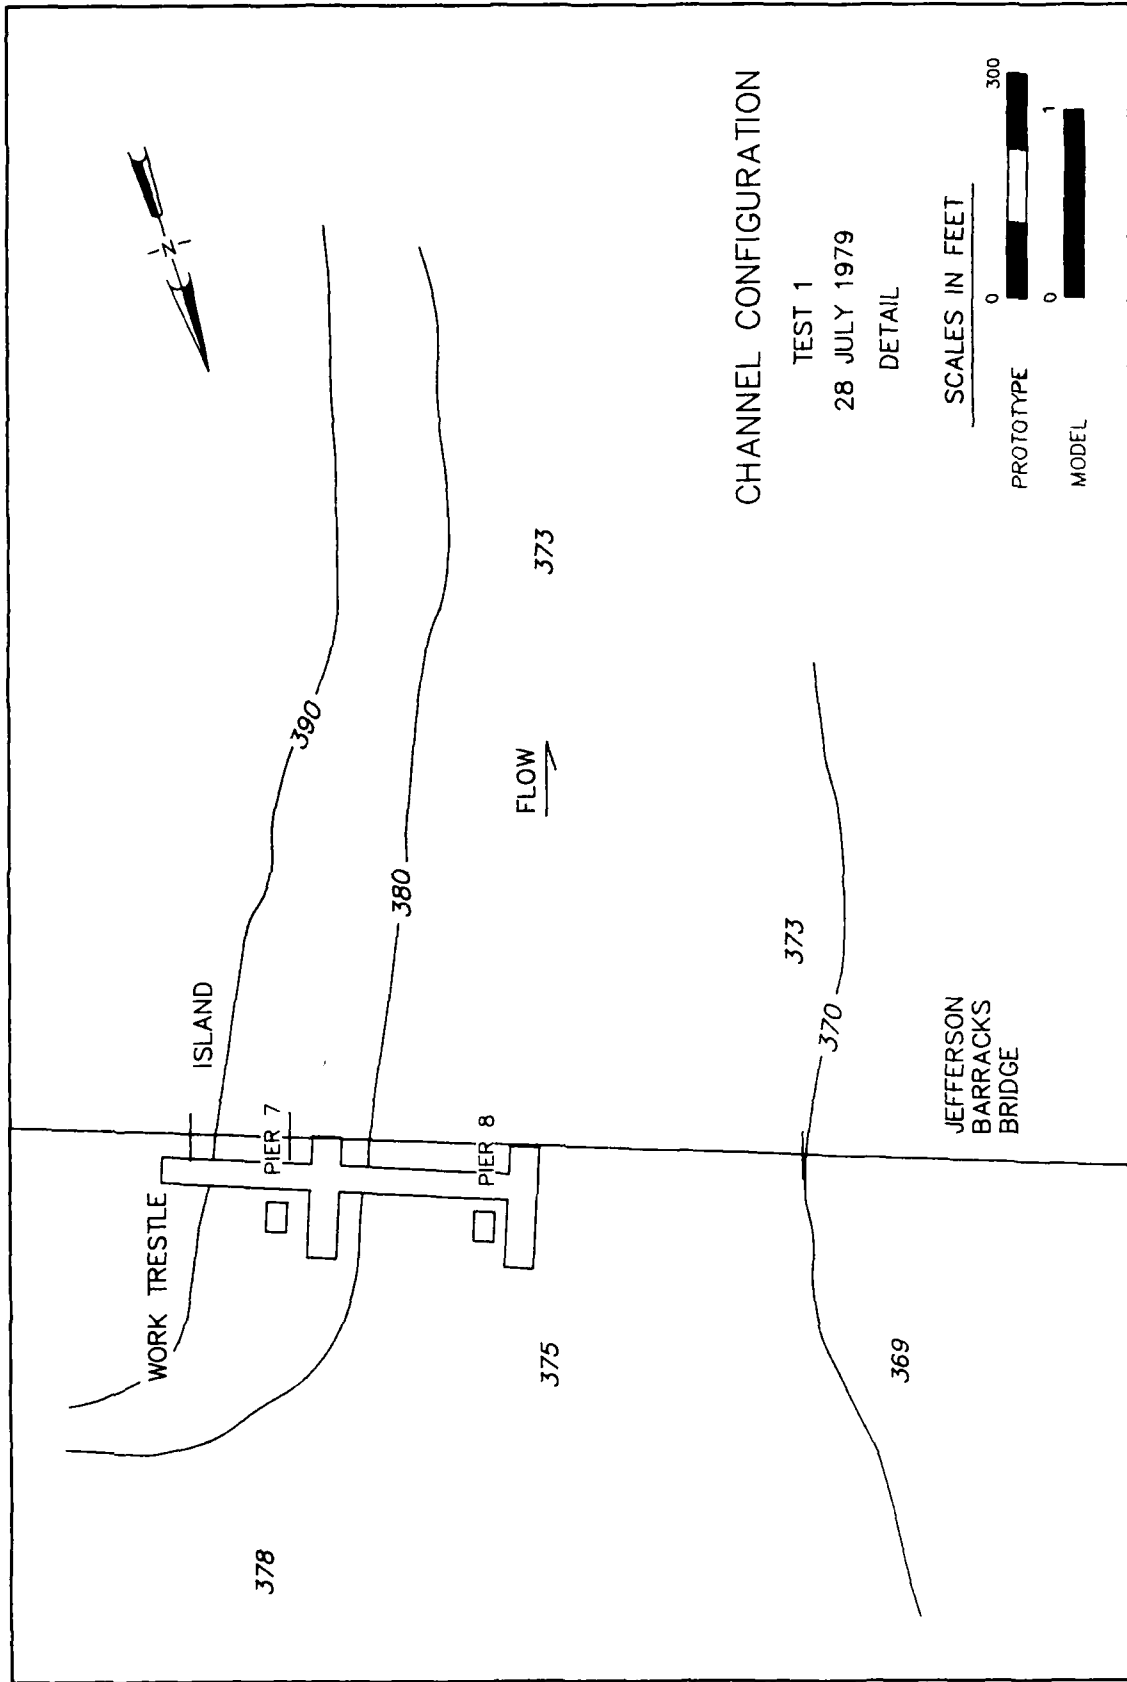 N
WORK TRESTLE
ISLAND
390
PIER 7
378
380
PIER 8
FLOW
373
375
373
370
369
JEFFERSON
BARRACKS
BRIDGE
CHANNEL CONFIGURATION
TEST 1
28 JULY 1979
DETAIL
SCALES IN FEET
PROTOTYPE 0 300
MODEL 0 1